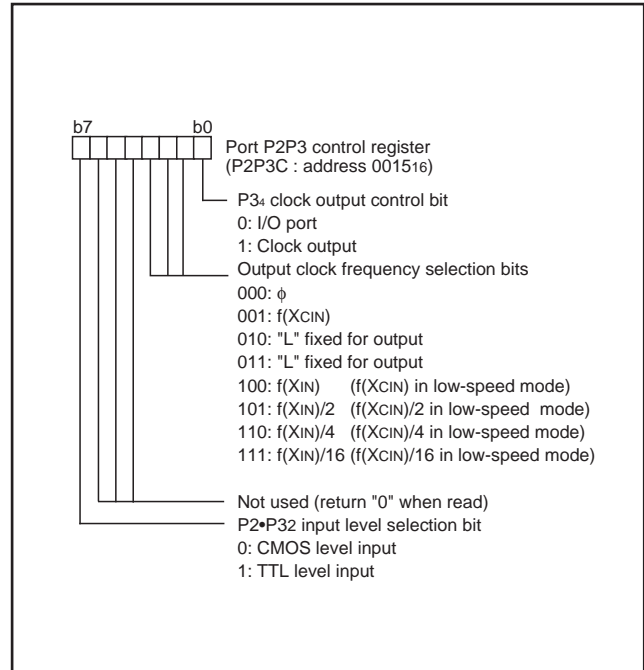 b7 b0
Port P2P3 control register
(P2P3C : address 001516)
P34 clock output control bit
0: I/O port
1: Clock output
Output clock frequency selection bits
000: ϕ
001: f(XCIN)
010: "L" fixed for output
011: "L" fixed for output
100: f(XIN) (f(XCIN) in low-speed mode)
101: f(XIN)/2 (f(XCIN)/2 in low-speed mode)
110: f(XIN)/4 (f(XCIN)/4 in low-speed mode)
111: f(XIN)/16 (f(XCIN)/16 in low-speed mode)
Not used (return "0" when read)
P2•P32 input level selection bit
0: CMOS level input
1: TTL level input